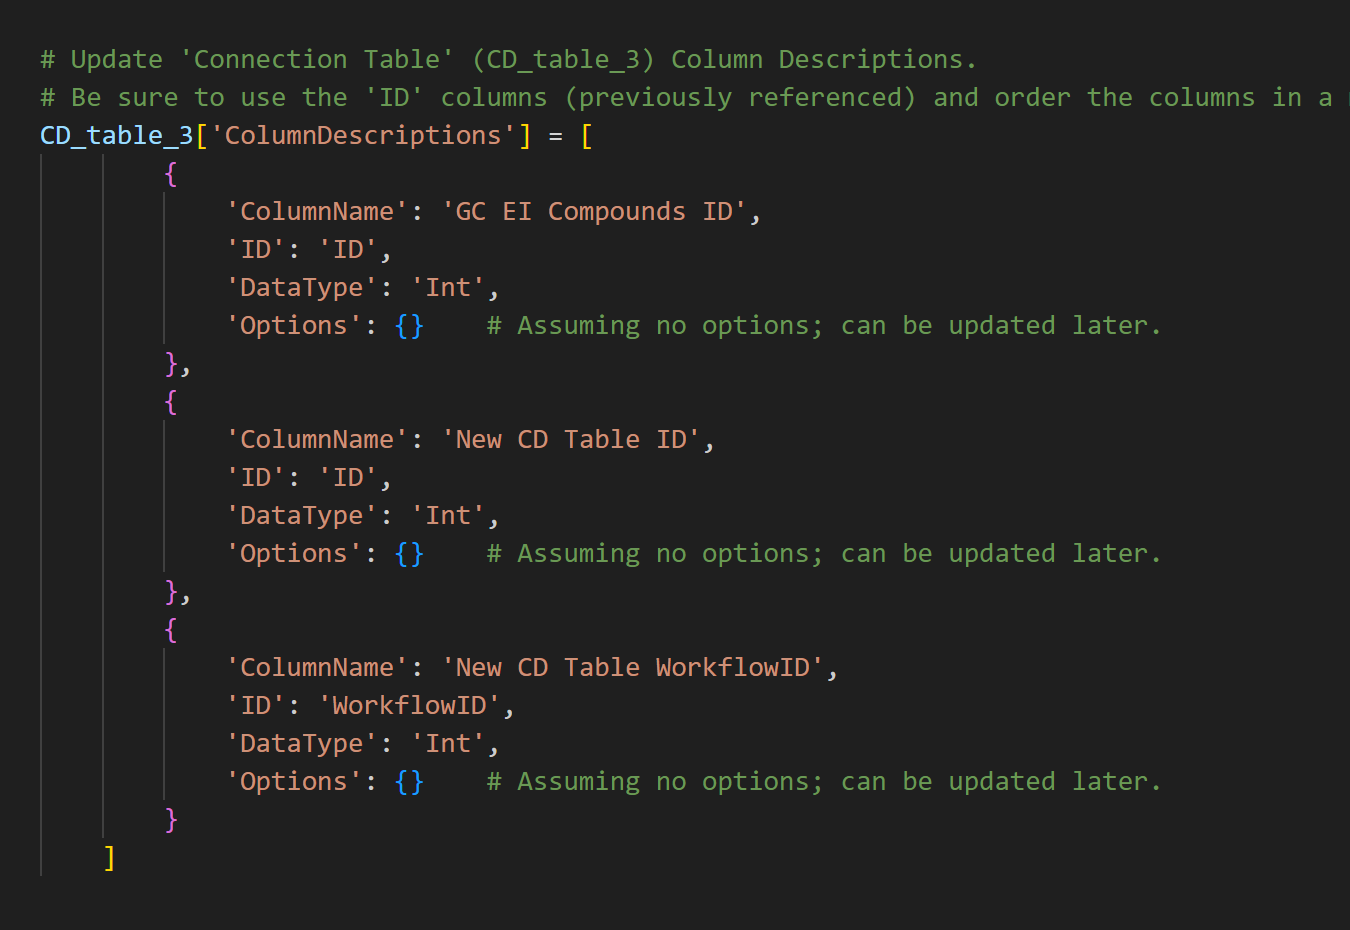 # Update 'Connection Table' (CD_table_3) Column Descriptions.
# Be sure to use the 'ID' columns (previously referenced) and order the columns in a
CD_table_3['ColumnDescriptions'] = [
{
'ColumnName': 'GC EI Compounds ID',
'ID': 'ID',
'DataType': 'Int',
'Options': {}    # Assuming no options; can be updated later.
},
{
'ColumnName': 'New CD Table ID',
'ID': 'ID',
'DataType': 'Int',
'Options': {}    # Assuming no options; can be updated later.
},
{
'ColumnName': 'New CD Table WorkflowID',
'ID': 'WorkflowID',
'DataType': 'Int',
'Options': {}    # Assuming no options; can be updated later.
}
]